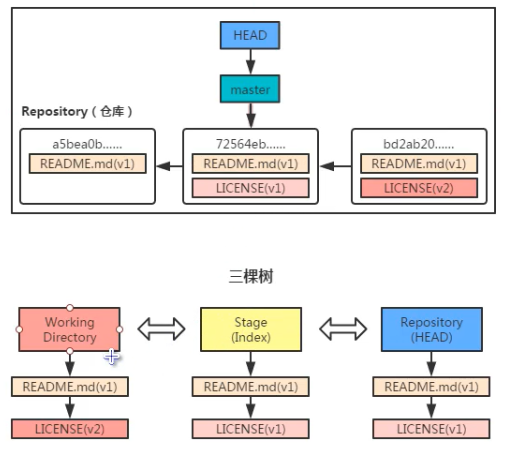 HEAD
master
Repository（仓库）
a5bea0b......
72564eb......
bd2ab20......
README.md(v1)
README.md(v1)
README.md(v1)
LICENSE(v1)
LICENSE(v2)
三棵树
Working
Directory
Stage
(Index)
Repository
(HEAD)
README.md(v1)
README.md(v1)
README.md(v1)
LICENSE(v2)
LICENSE(v1)
LICENSE(v1)